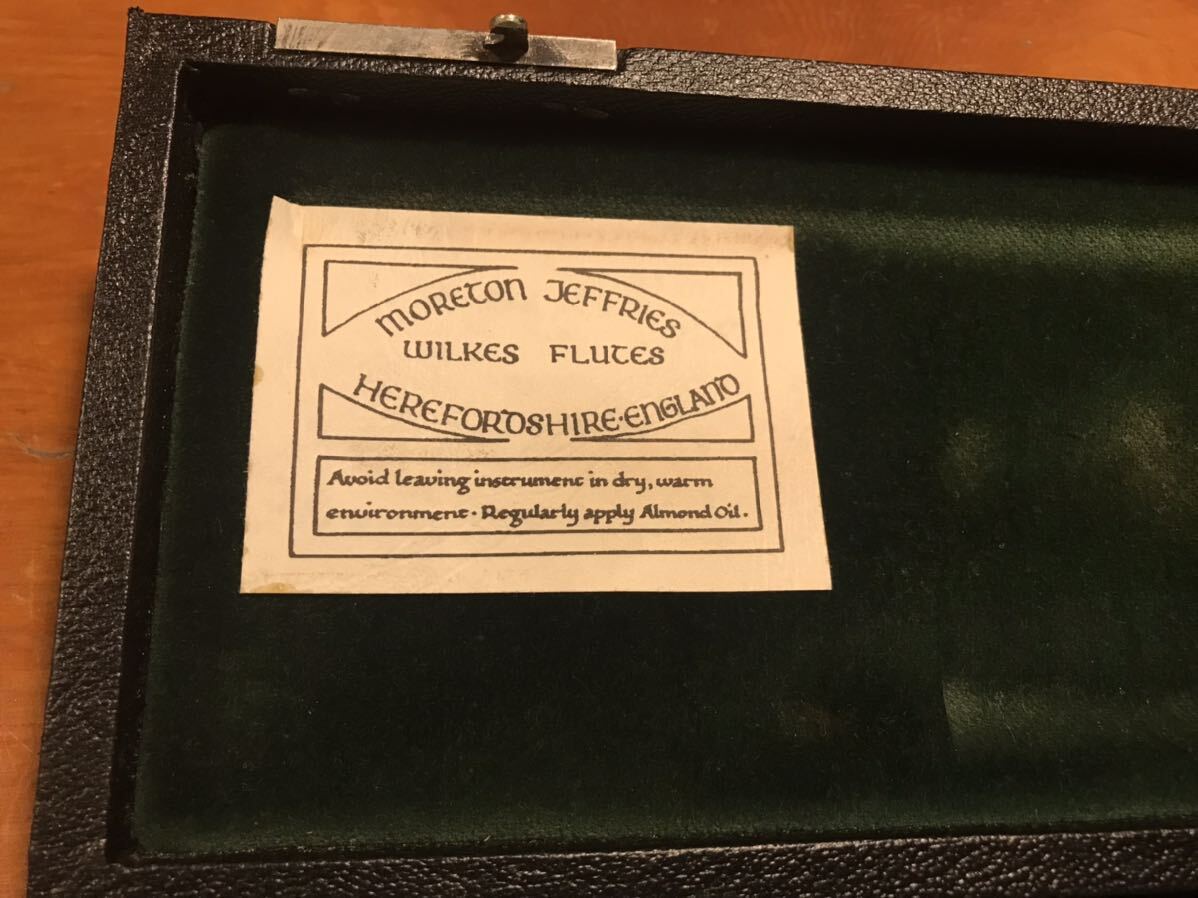 MORETON JEFFRIES
WILKES FLUTES
HEREFORDSHIRE·ENGLAND
Avoid leaving instrument in dry, warm
environment · Regularly apply Almond Oil ·